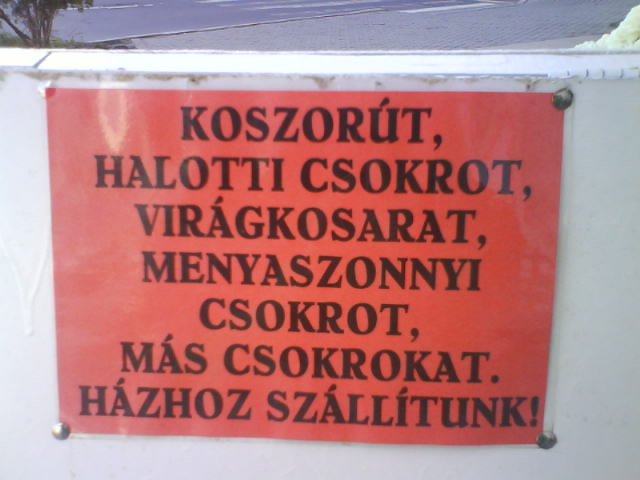 KOSZORÚT,
HALOTTI CSOKROT,
VIRÁGKOSARAT,
MENYASZONNYI
CSOKROT,
MÁS CSOKROKAT.
HÁZHOZ SZÁLLÍTUNK!